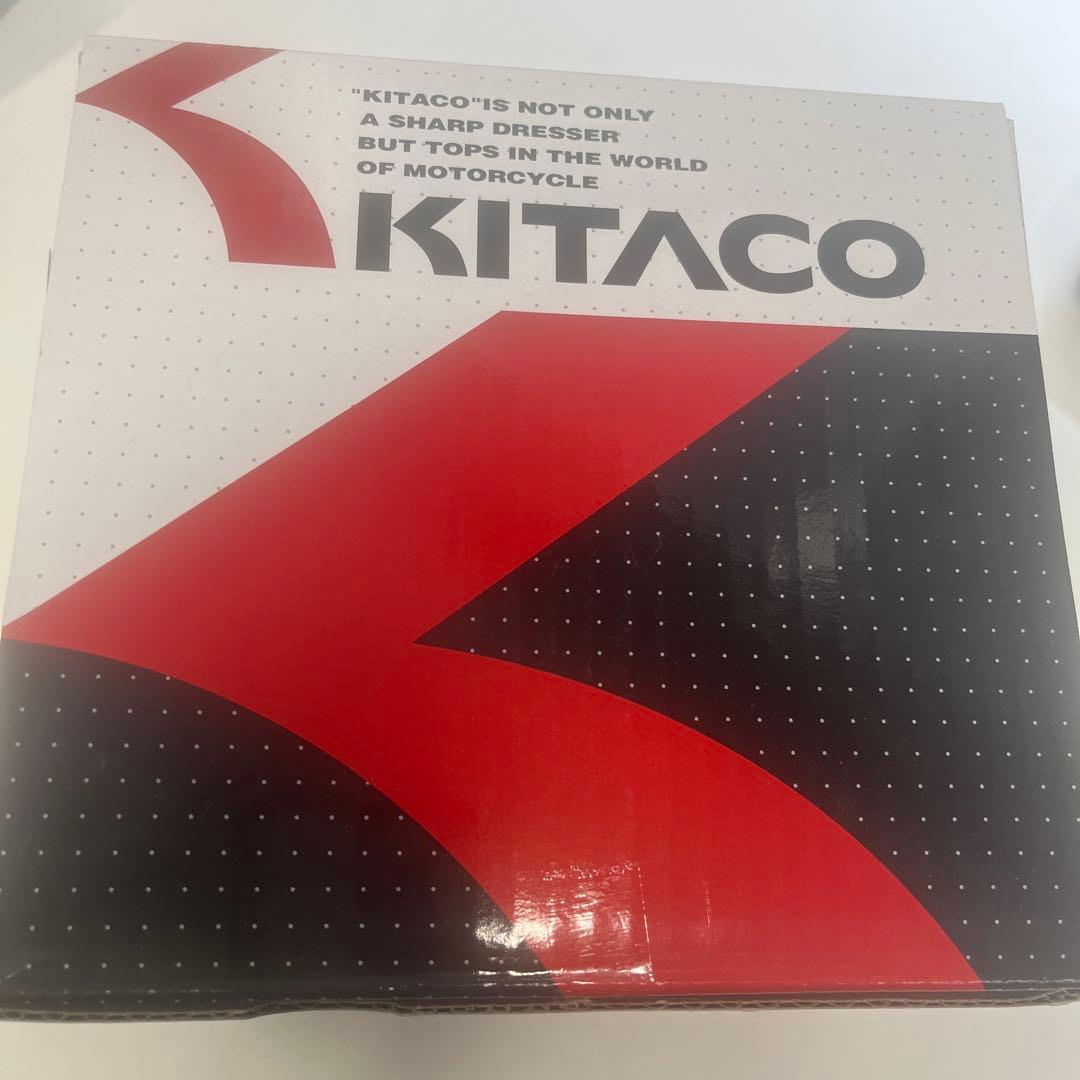 "KITACO"IS NOT ONLY
A SHARP DRESSER
BUT TOPS IN THE WORLD
OF MOTORCYCLE
KITACO